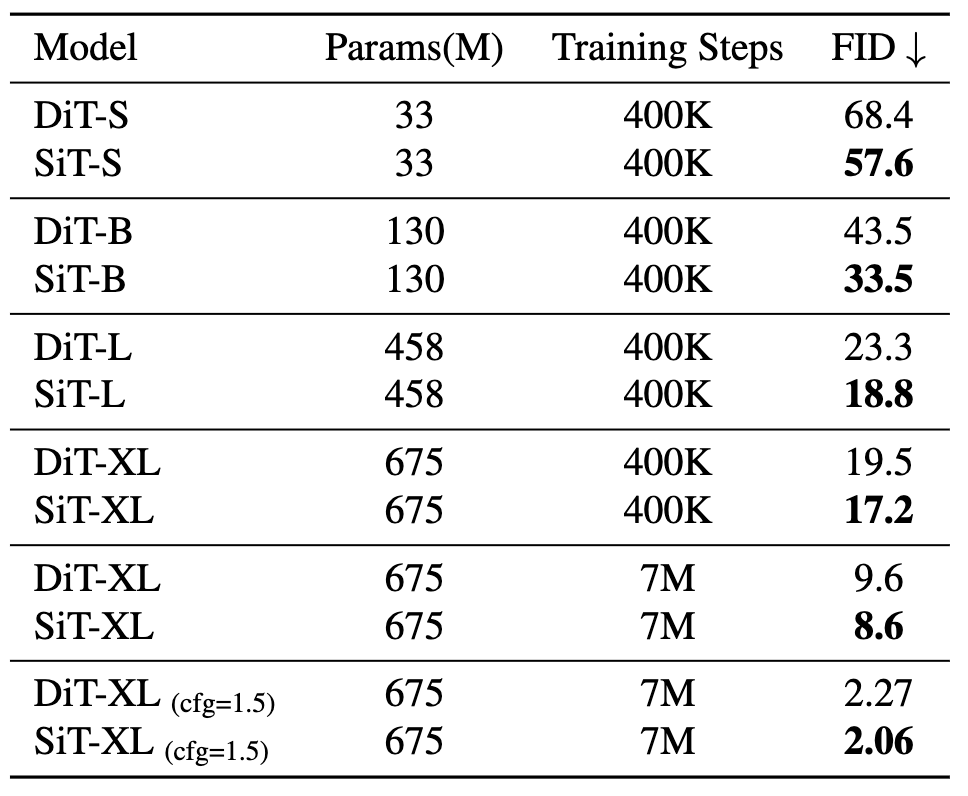 Model Params(M) Training Steps FID ↓
DiT-S 33 400K 68.4
SiT-S 33 400K 57.6
DiT-B 130 400K 43.5
SiT-B 130 400K 33.5
DiT-L 458 400K 23.3
SiT-L 458 400K 18.8
DiT-XL 675 400K 19.5
SiT-XL 675 400K 17.2
DiT-XL 675 7M 9.6
SiT-XL 675 7M 8.6
DiT-XL (cfg=1.5) 675 7M 2.27
SiT-XL (cfg=1.5) 675 7M 2.06